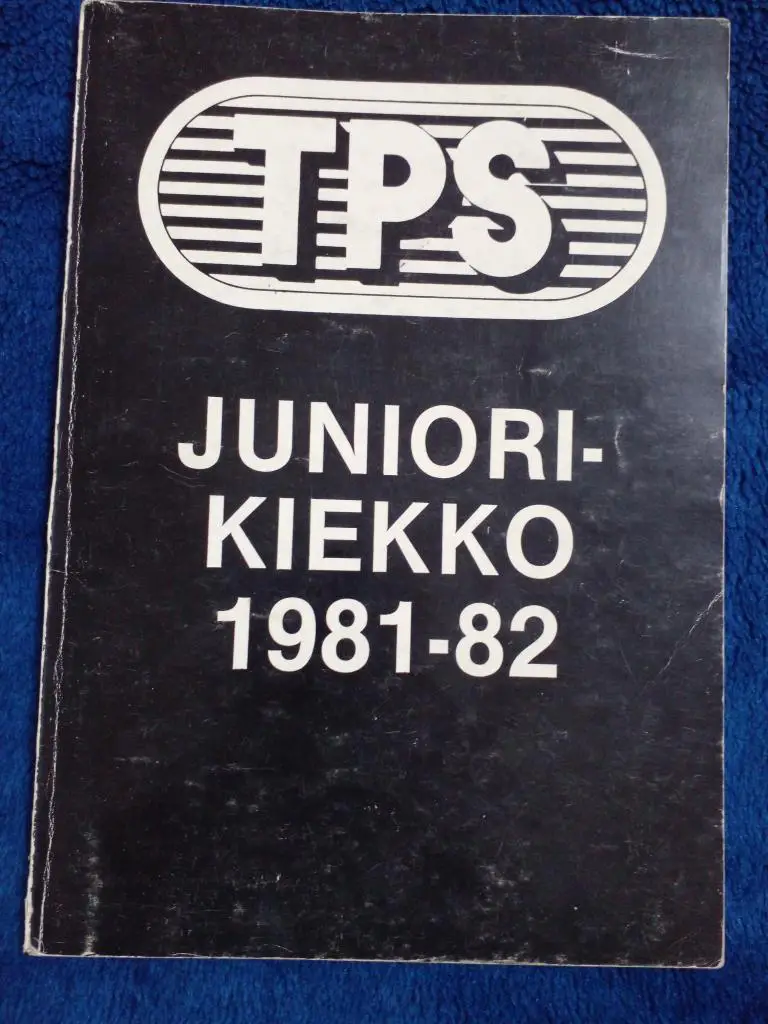 TPS
JUNIORI-
KIEKKO
1981-82